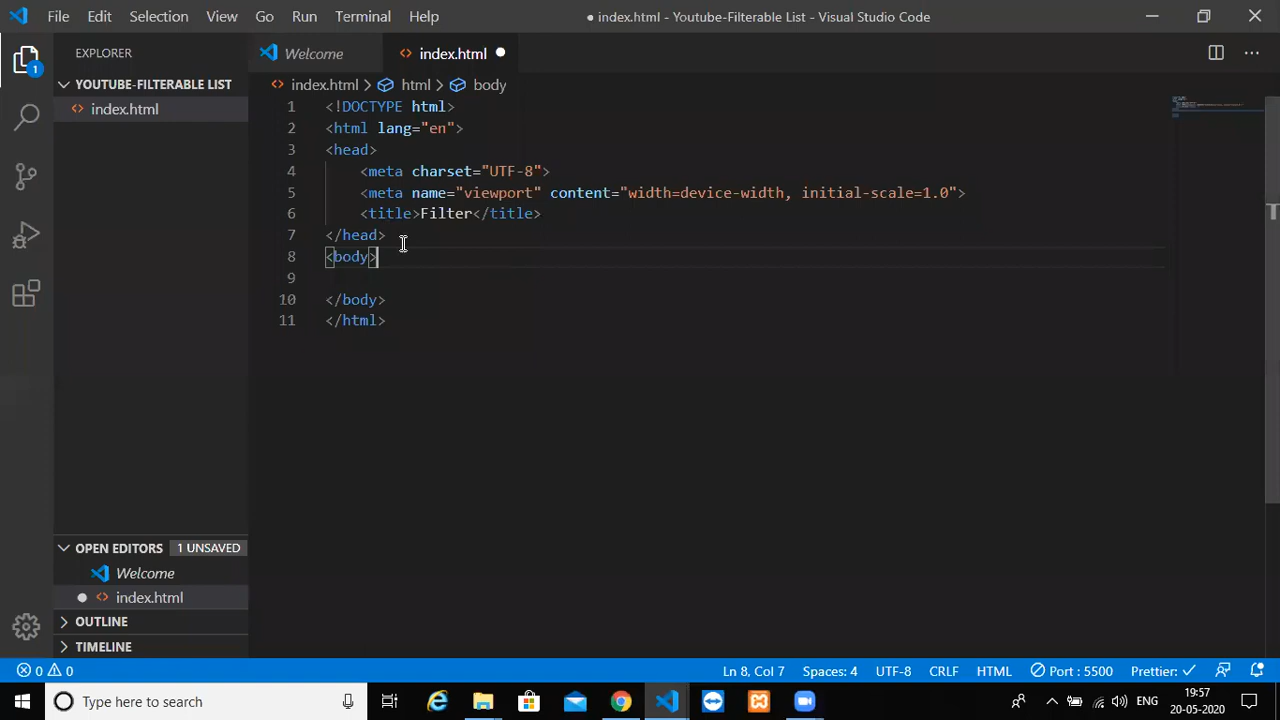 File Edit Selection View Go Run Terminal Help
● index.html - Youtube-Filterable List - Visual Studio Code
EXPLORER
YOUTUBE-FILTERABLE LIST
<> index.html
1
Welcome
<> index.html ●
<> index.html > html > body
1 <!DOCTYPE html>
2 <html lang="en">
3 <head>
4 <meta charset="UTF-8">
5 <meta name="viewport" content="width=device-width, initial-scale=1.0">
6 <title>Filter</title>
7 </head>
8 <body>
9
10 </body>
11 </html>
OPEN EDITORS 1 UNSAVED
Welcome
● <> index.html
OUTLINE
TIMELINE
0 0
Ln 8, Col 7 Spaces: 4 UTF-8 CRLF HTML Port : 5500 Prettier: ✓
Type here to search
ENG
19:57
20-05-2020